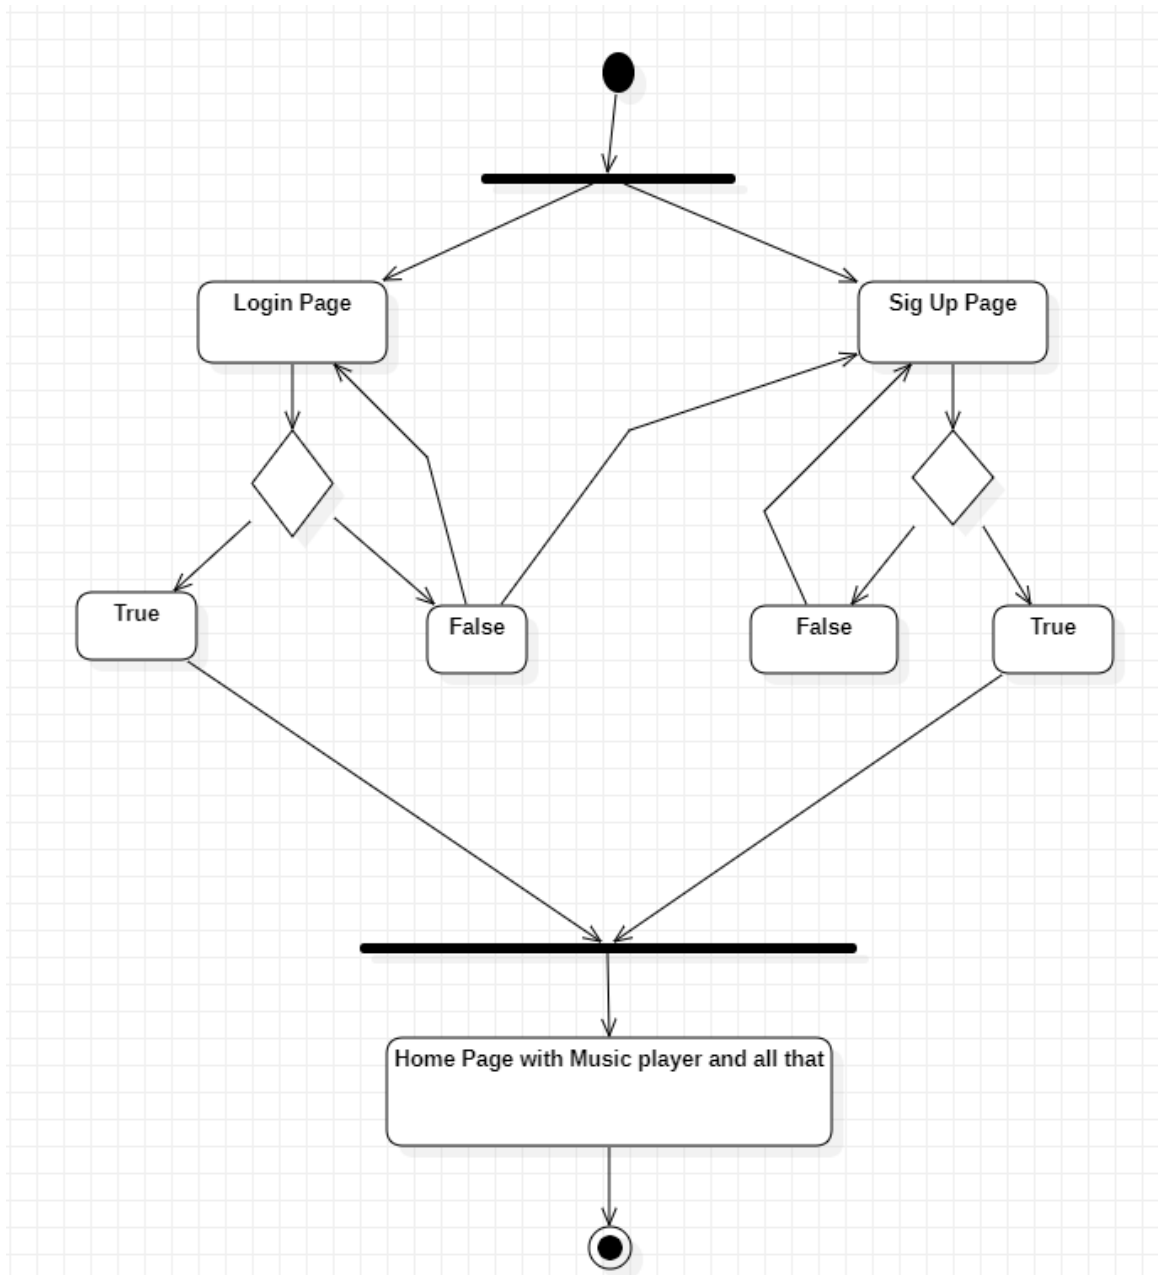 Login Page
Sig Up Page
True
False
False
True
Home Page with Music player and all that